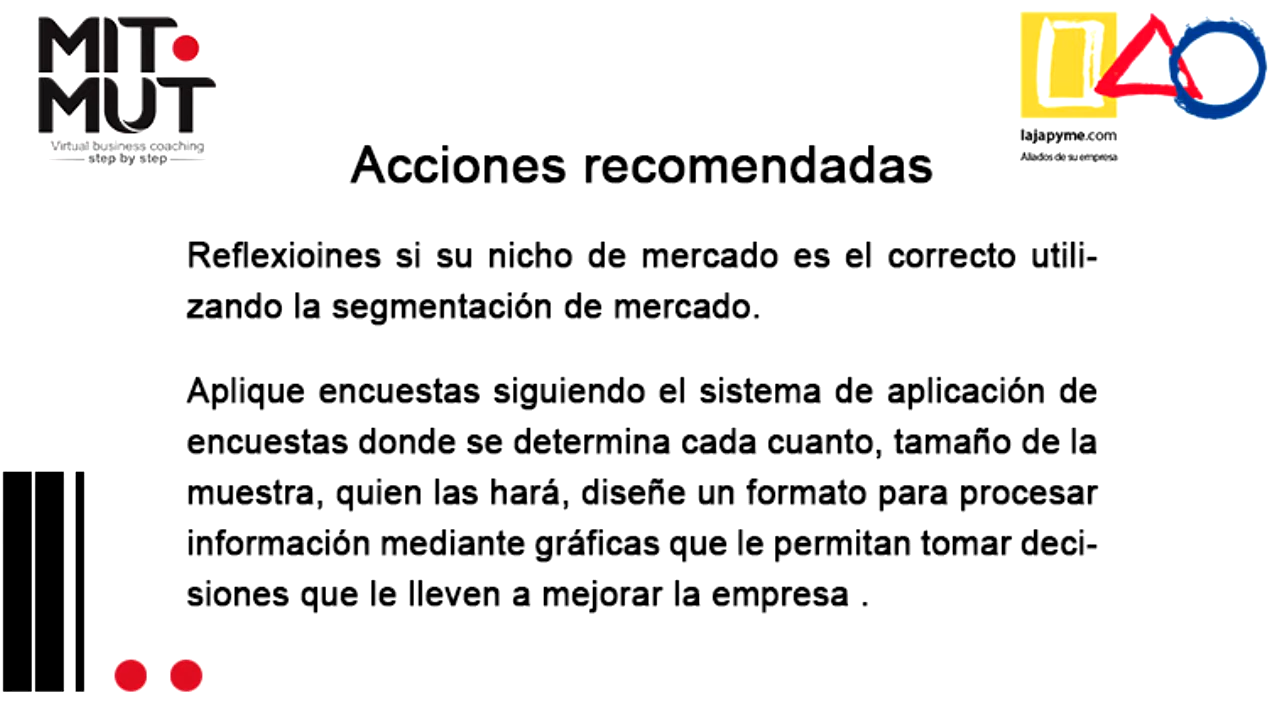 MIT
MUT
Virtual business coaching
step by step
lajapyme.com
Aliados de su empresa
Acciones recomendadas
Reflexioines si su nicho de mercado es el correcto utili-
zando la segmentación de mercado.
Aplique encuestas siguiendo el sistema de aplicación de
encuestas donde se determina cada cuanto, tamaño de la
muestra, quien las hará, diseñe un formato para procesar
información mediante gráficas que le permitan tomar deci-
siones que le lleven a mejorar la empresa .